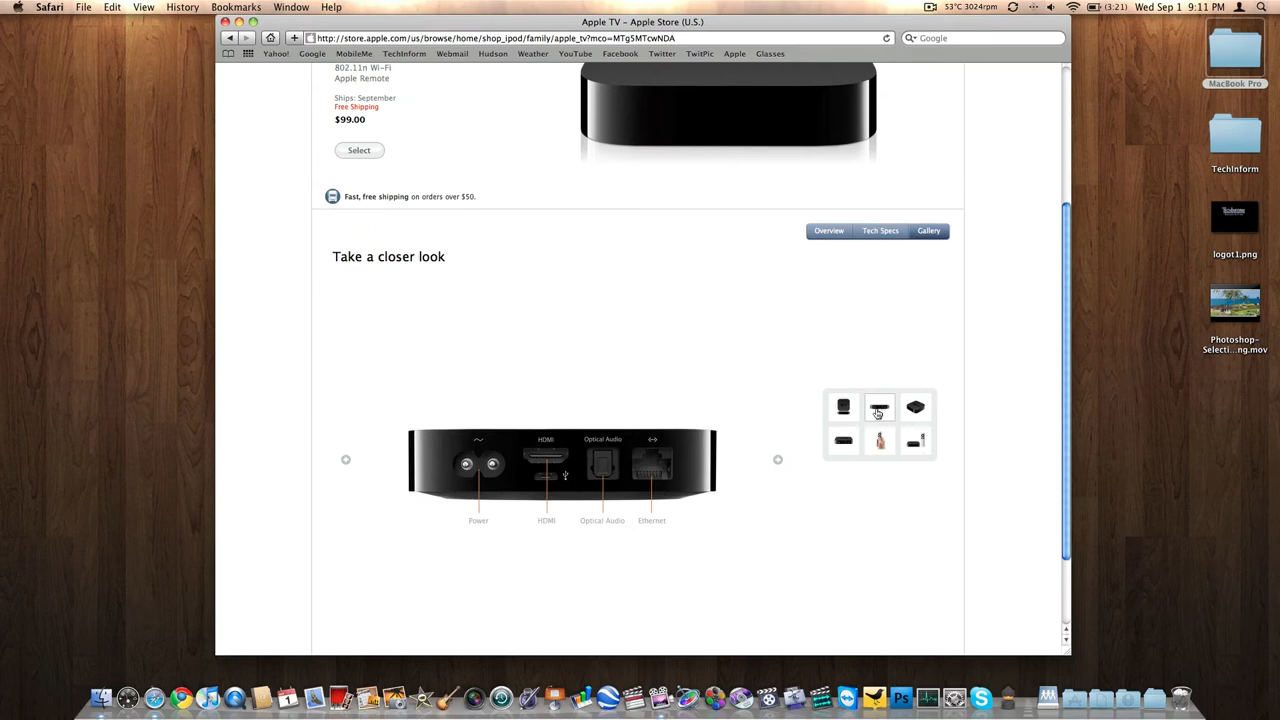 Safari File Edit View History Bookmarks Window Help
53°C 3024rpm (3:21) Wed Sep 1 9:11 PM
Apple TV - Apple Store (U.S.)
http://store.apple.com/us/browse/home/shop_ipod/family/apple_tv?mco=MTg5MTcwNDA
Google
Yahoo! Google MobileMe TechInform Webmail Hudson Weather YouTube Facebook Twitter TwitPic Apple Glasses
802.11n Wi-Fi
Apple Remote
Ships: September
Free Shipping
$99.00
Select
Fast, free shipping on orders over $50.
Overview Tech Specs Gallery
Take a closer look
HDMI Optical Audio
Power HDMI Optical Audio Ethernet
MacBook Pro
TechInform
logot1.png
Photoshop-
Selecti...ng.mov